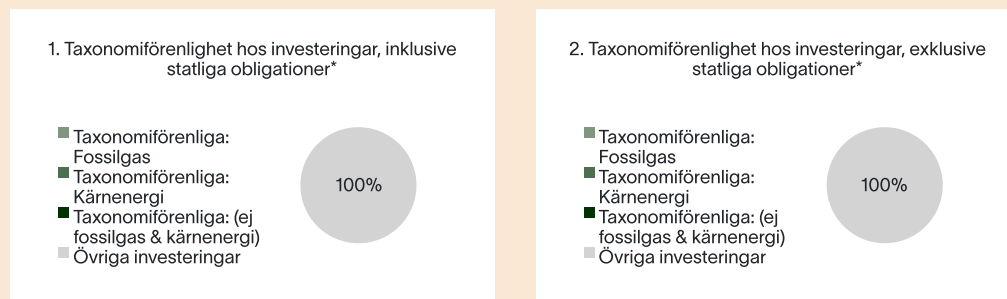 1. Taxonomiförenlighet hos investeringar, inklusive
statliga obligationer*
Taxonomiförenliga:
Fossilgas
Taxonomiförenliga:
Kärnenergi
Taxonomiförenliga: (ej
fossilgas & kärnenergi)
Övriga investeringar
100%
2. Taxonomiförenlighet hos investeringar, exklusive
statliga obligationer*
Taxonomiförenliga:
Fossilgas
Taxonomiförenliga:
Kärnenergi
Taxonomiförenliga: (ej
fossilgas & kärnenergi)
Övriga investeringar
100%